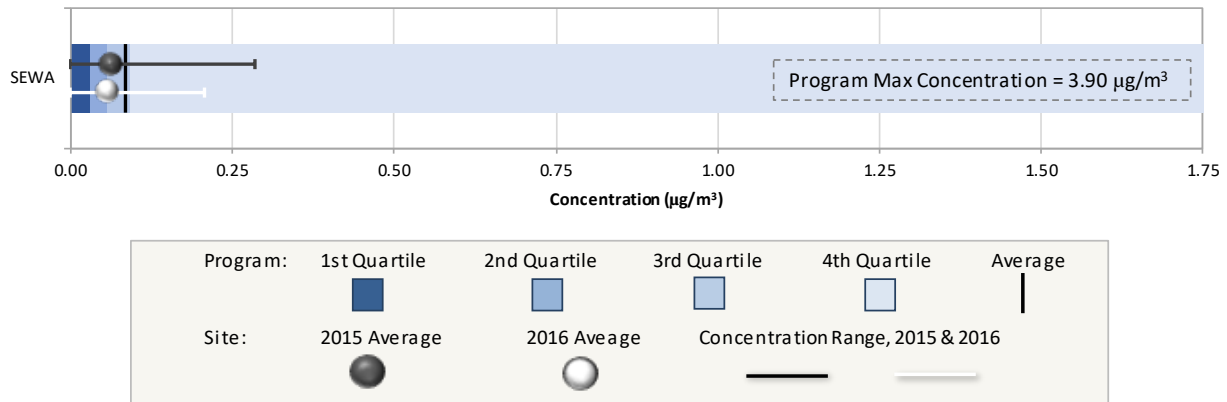 SEWA
Program Max Concentration = 3.90 µg/m³
0.00 0.25 0.50 0.75 1.00 1.25 1.50 1.75
Concentration (µg/m³)
Program: 1st Quartile 2nd Quartile 3rd Quartile 4th Quartile Average
Site: 2015 Average 2016 Aveage Concentration Range, 2015 & 2016